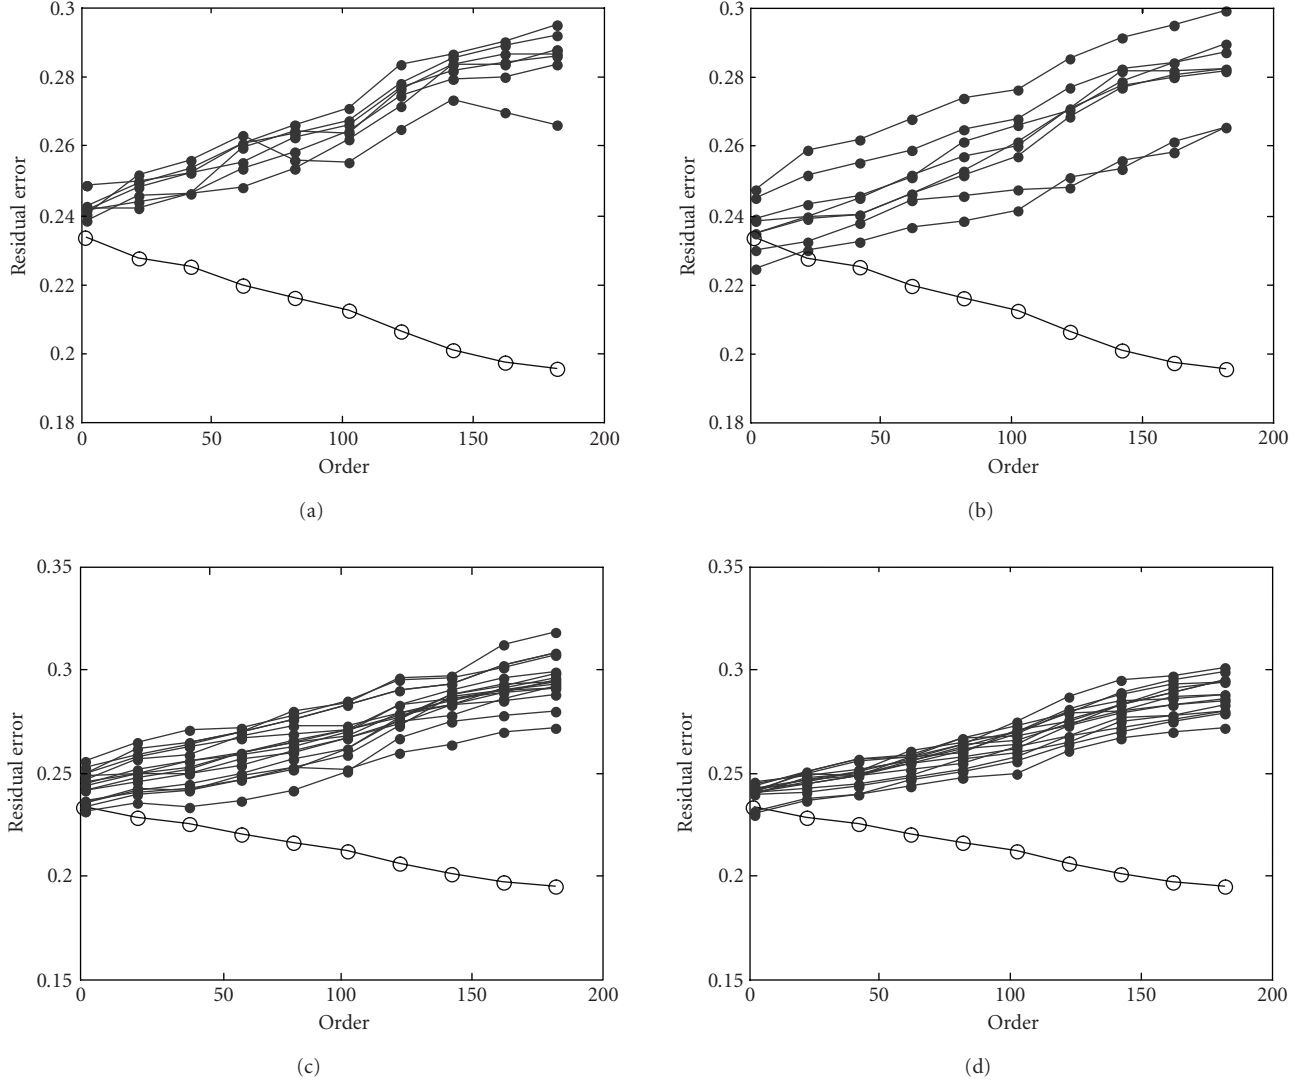 0.3 0.3
0.28 0.28
0.26 0.26
0.24 0.24
0.22 0.22
0.2 0.2
0.18 0.18
Residual error Residual error
0 50 100 150 200 0 50 100 150 200
Order Order
(a) (b)
0.35 0.35
0.3 0.3
0.25 0.25
0.2 0.2
0.15 0.15
Residual error Residual error
0 50 100 150 200 0 50 100 150 200
Order Order
(c) (d)